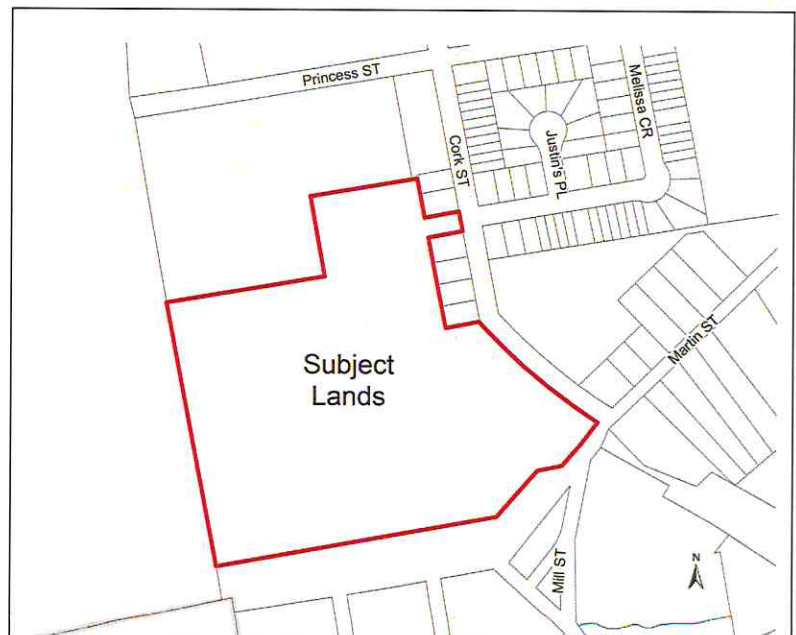 Princess ST
Melissa CR
Cork ST
Justin's PL
Martin ST
Subject
Lands
Mill ST
N